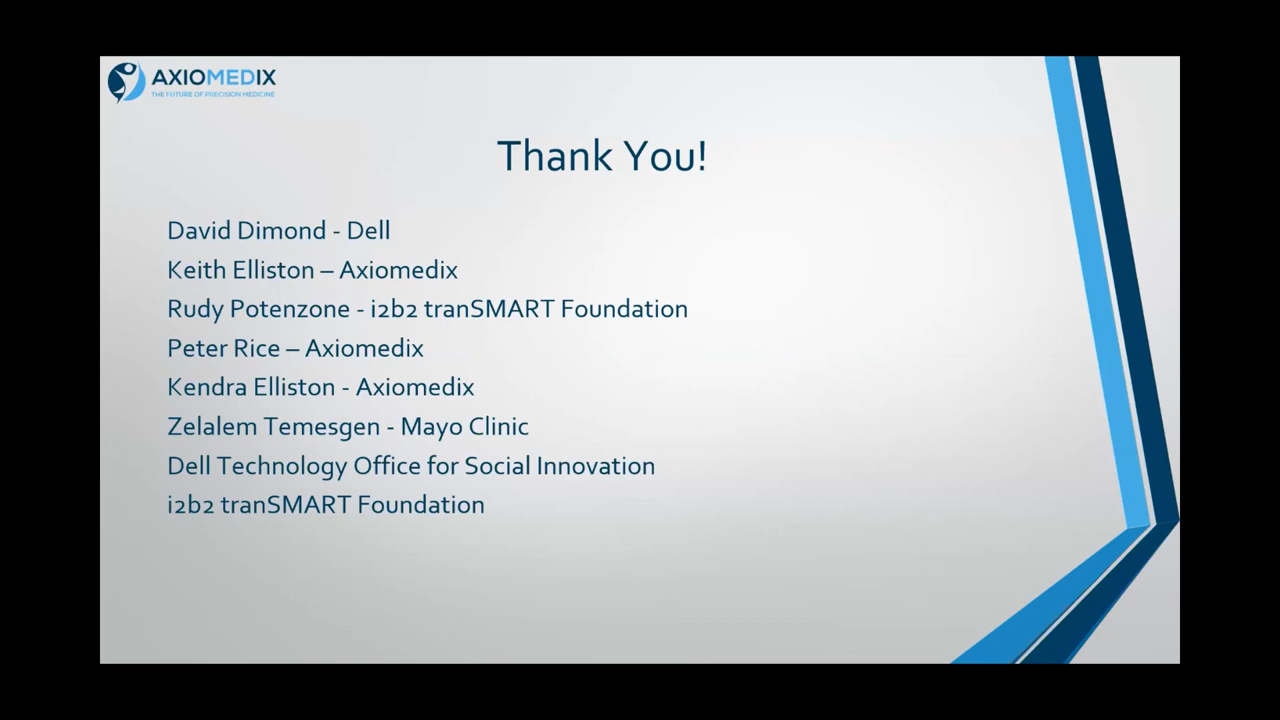 AXIOMEDIX
THE FUTURE OF PRECISION MEDICINE
Thank You!
David Dimond - Dell
Keith Elliston – Axiomedix
Rudy Potenzone - i2b2 tranSMART Foundation
Peter Rice – Axiomedix
Kendra Elliston - Axiomedix
Zelalem Temesgen - Mayo Clinic
Dell Technology Office for Social Innovation
i2b2 tranSMART Foundation